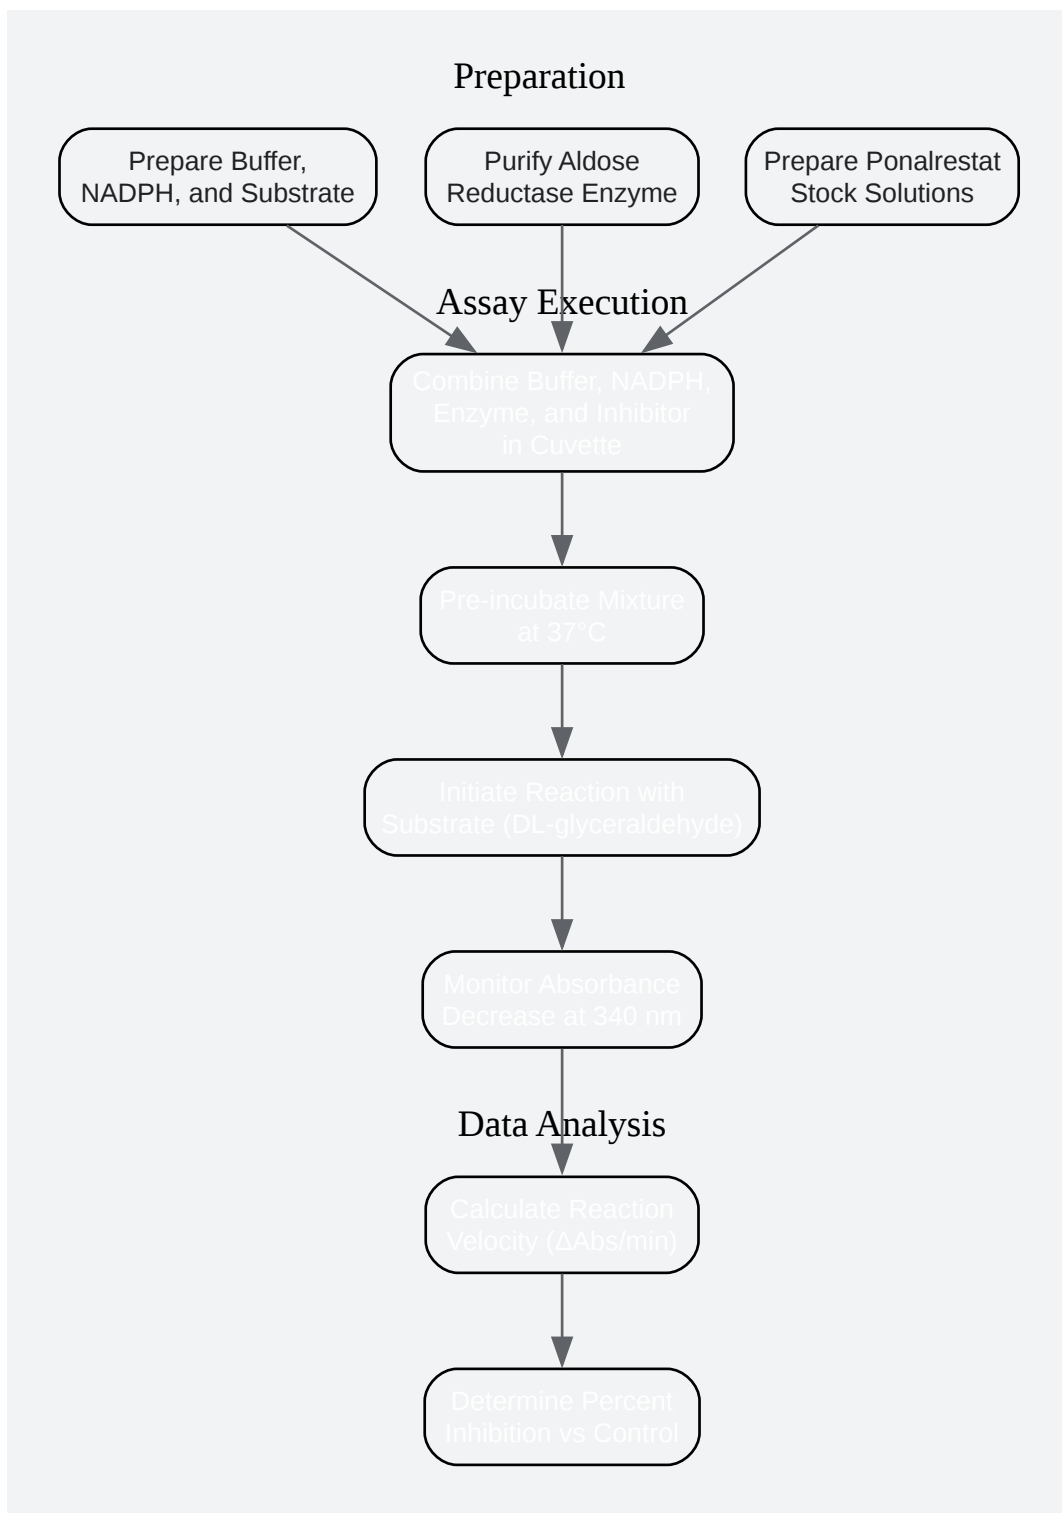 Preparation
Prepare Buffer,
NADPH, and Substrate
Purify Aldose
Reductase Enzyme
Prepare Ponalrestat
Stock Solutions
Assay Execution
Combine Buffer, NADPH,
Enzyme, and Inhibitor
in Cuvette
Pre-incubate Mixture
at 37°C
Initiate Reaction with
Substrate (DL-glyceraldehyde)
Monitor Absorbance
Decrease at 340 nm
Data Analysis
Calculate Reaction
Velocity (ΔAbs/min)
Determine Percent
Inhibition vs Control